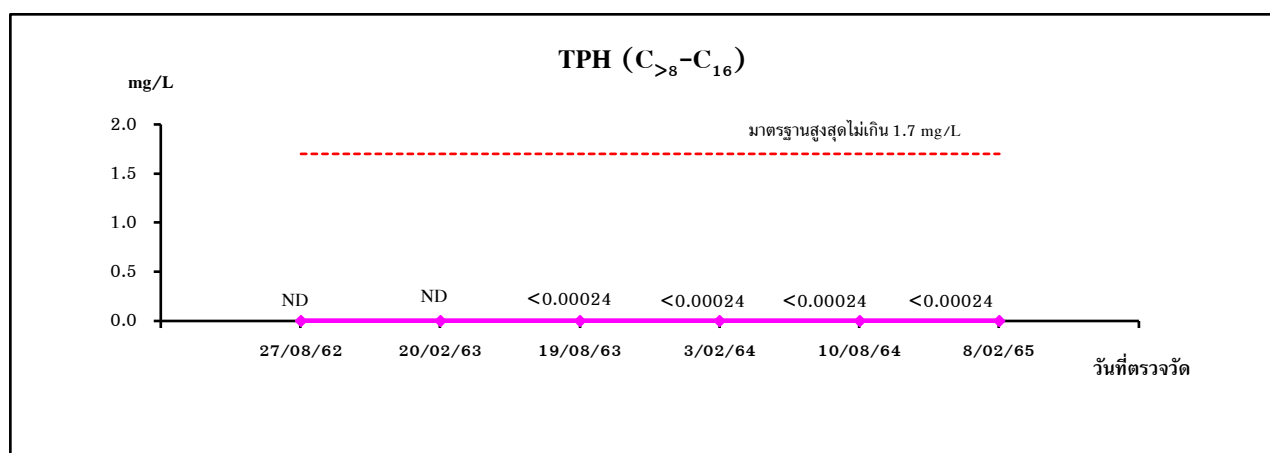 TPH (C>8-C16)
mg/L
มาตรฐานสูงสุดไม่เกิน 1.7 mg/L
2.0
1.5
1.0
0.5
0.0
ND ND <0.00024 <0.00024 <0.00024 <0.00024
27/08/62 20/02/63 19/08/63 3/02/64 10/08/64 8/02/65
วันที่ตรวจวัด